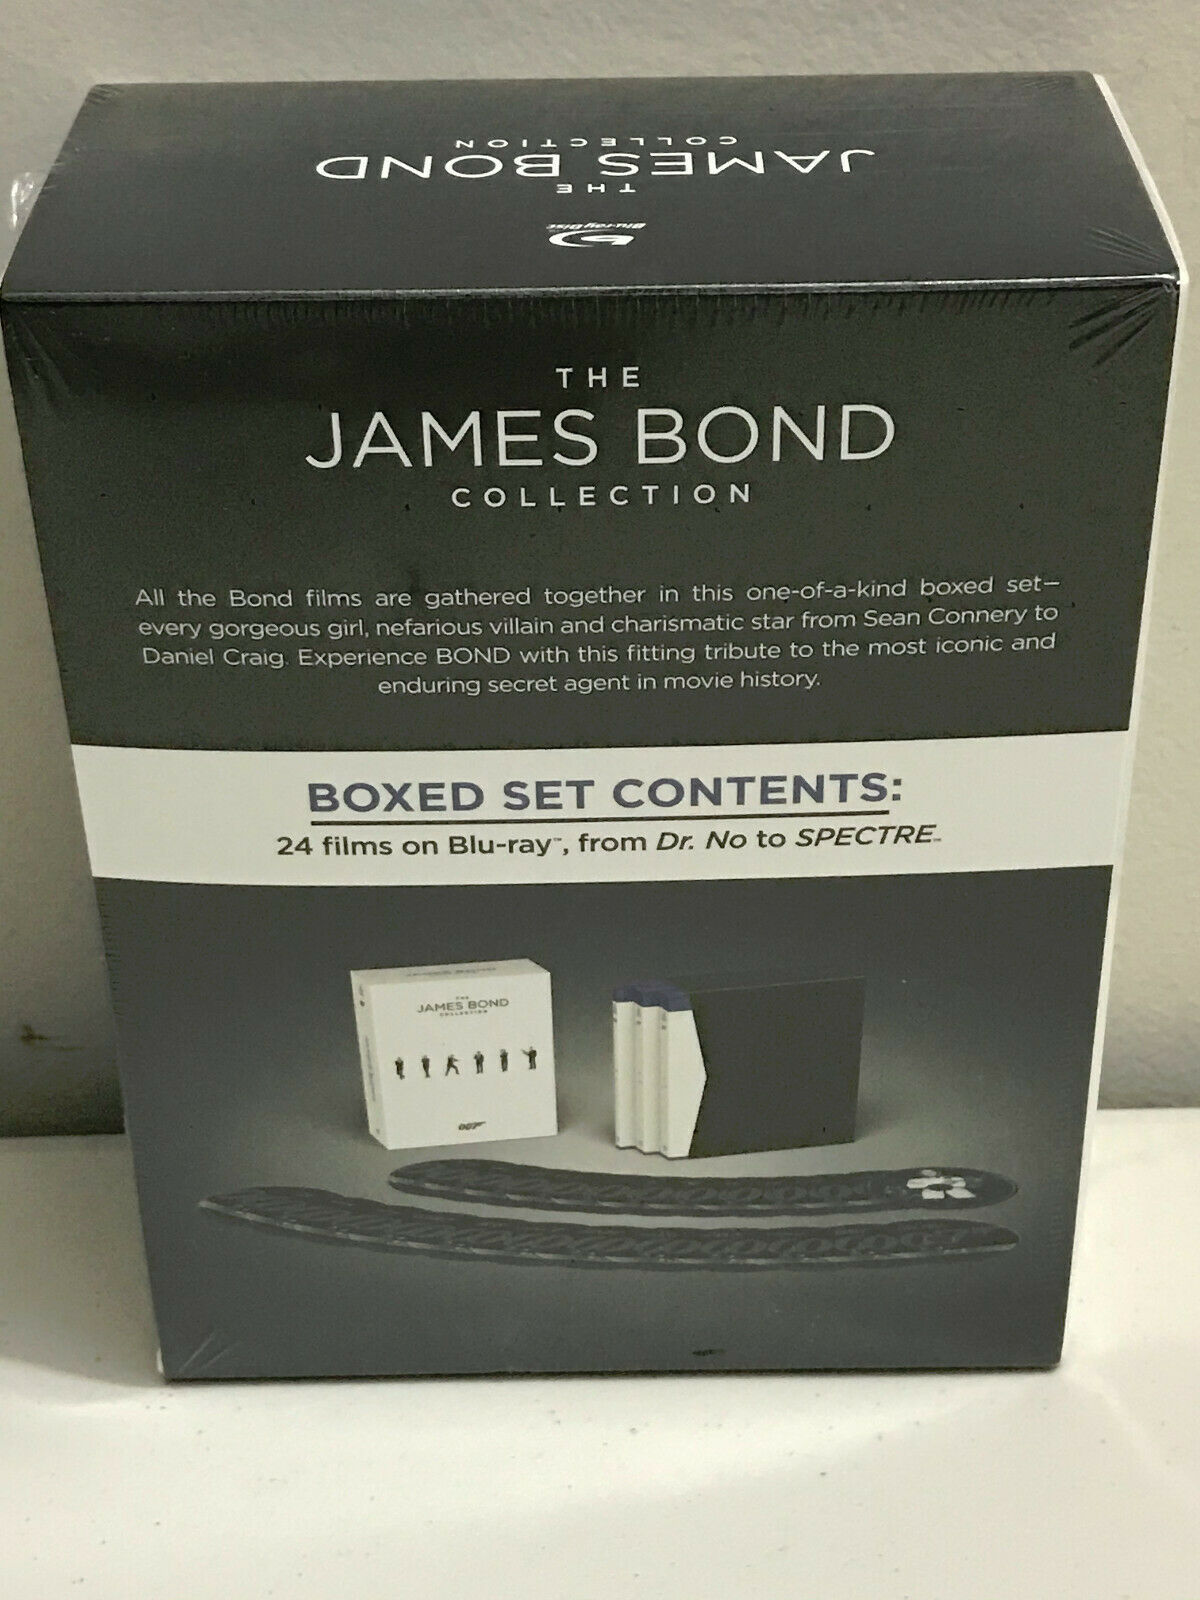 THE
JAMES BOND
COLLECTION
Blu-ray Disc
THE
JAMES BOND
COLLECTION
All the Bond films are gathered together in this one-of-a-kind boxed set—
every gorgeous girl, nefarious villain and charismatic star from Sean Connery to
Daniel Craig. Experience BOND with this fitting tribute to the most iconic and
enduring secret agent in movie history.
BOXED SET CONTENTS:
24 films on Blu-ray™, from Dr. No to SPECTRE™
THE
JAMES BOND
COLLECTION
007